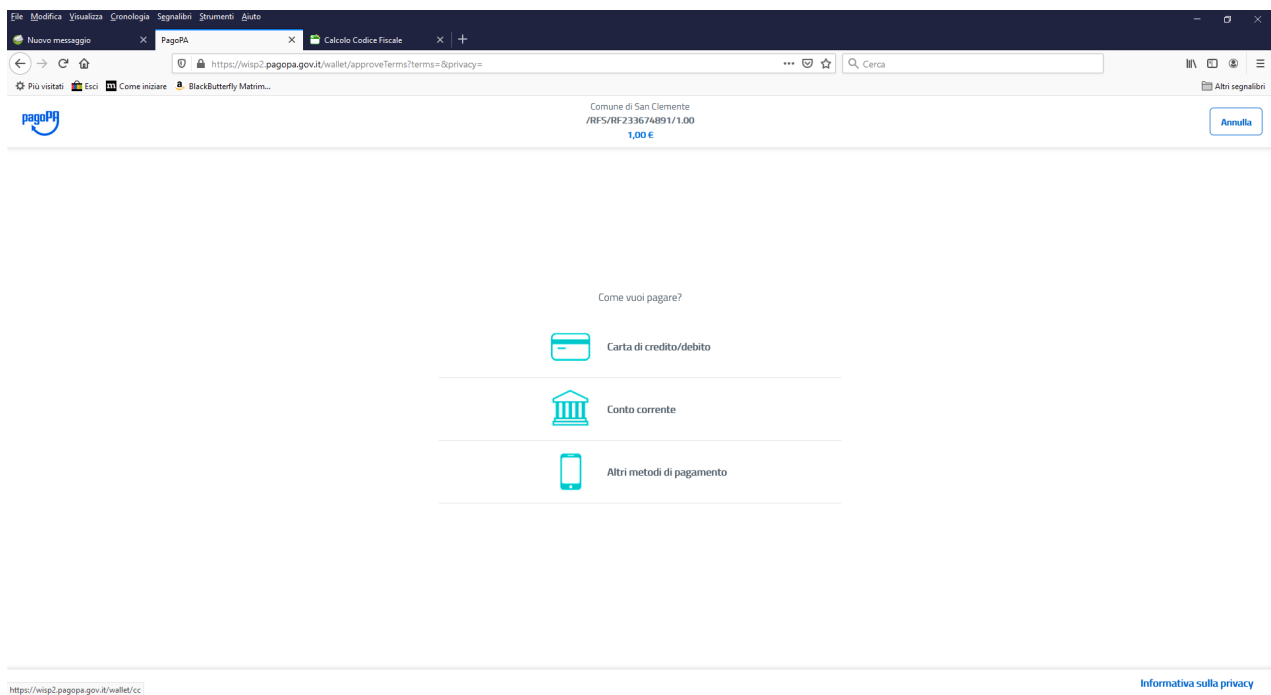 File Modifica Visualizza Cronologia Segnalibri Strumenti Aiuto
Nuovo messaggio
PagoPA
Calcolo Codice Fiscale
https://wisp2.pagopa.gov.it/wallet/approveTerms?terms=&privacy=
Cerca
Più visitati Esci Come iniziare BlackButterfly Matrim...
Altri segnalibri
pagoPA
Comune di San Clemente
/RFS/RF233674891/1.00
1,00 €
Annulla
Come vuoi pagare?
Carta di credito/debito
Conto corrente
Altri metodi di pagamento
Informativa sulla privacy
https://wisp2.pagopa.gov.it/wallet/cc